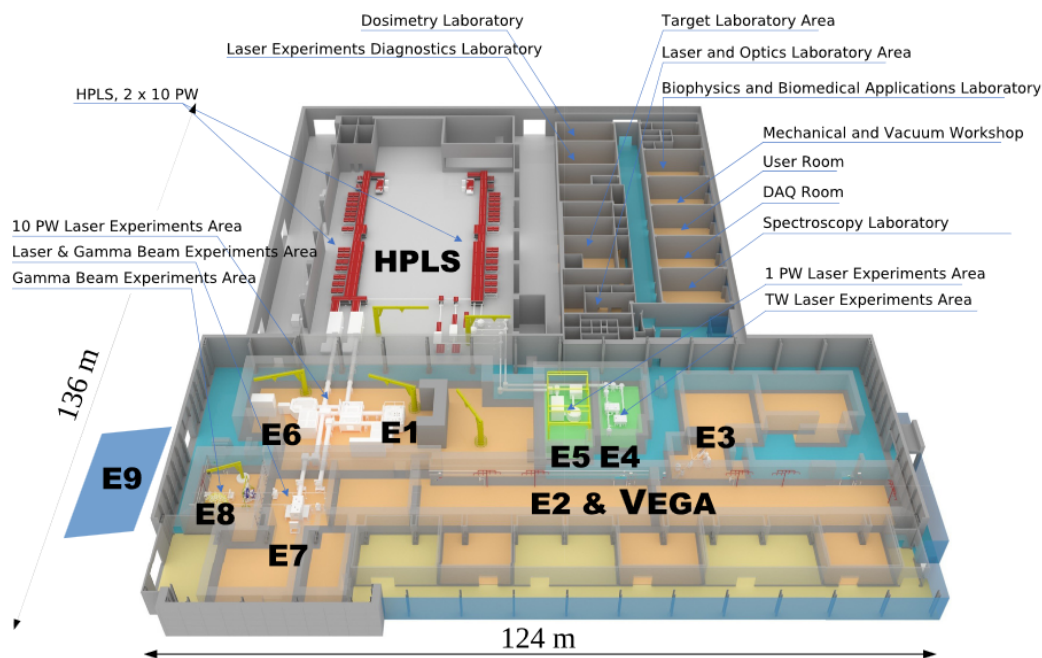 Dosimetry Laboratory
Target Laboratory Area
Laser Experiments Diagnostics Laboratory
Laser and Optics Laboratory Area
HPLS, 2 x 10 PW
Biophysics and Biomedical Applications Laboratory
Mechanical and Vacuum Workshop
User Room
DAQ Room
10 PW Laser Experiments Area
Spectroscopy Laboratory
Laser & Gamma Beam Experiments Area
HPLS
Gamma Beam Experiments Area
1 PW Laser Experiments Area
TW Laser Experiments Area
136 m
E6
E1
E5
E4
E3
E9
E8
E2 & VEGA
E7
124 m